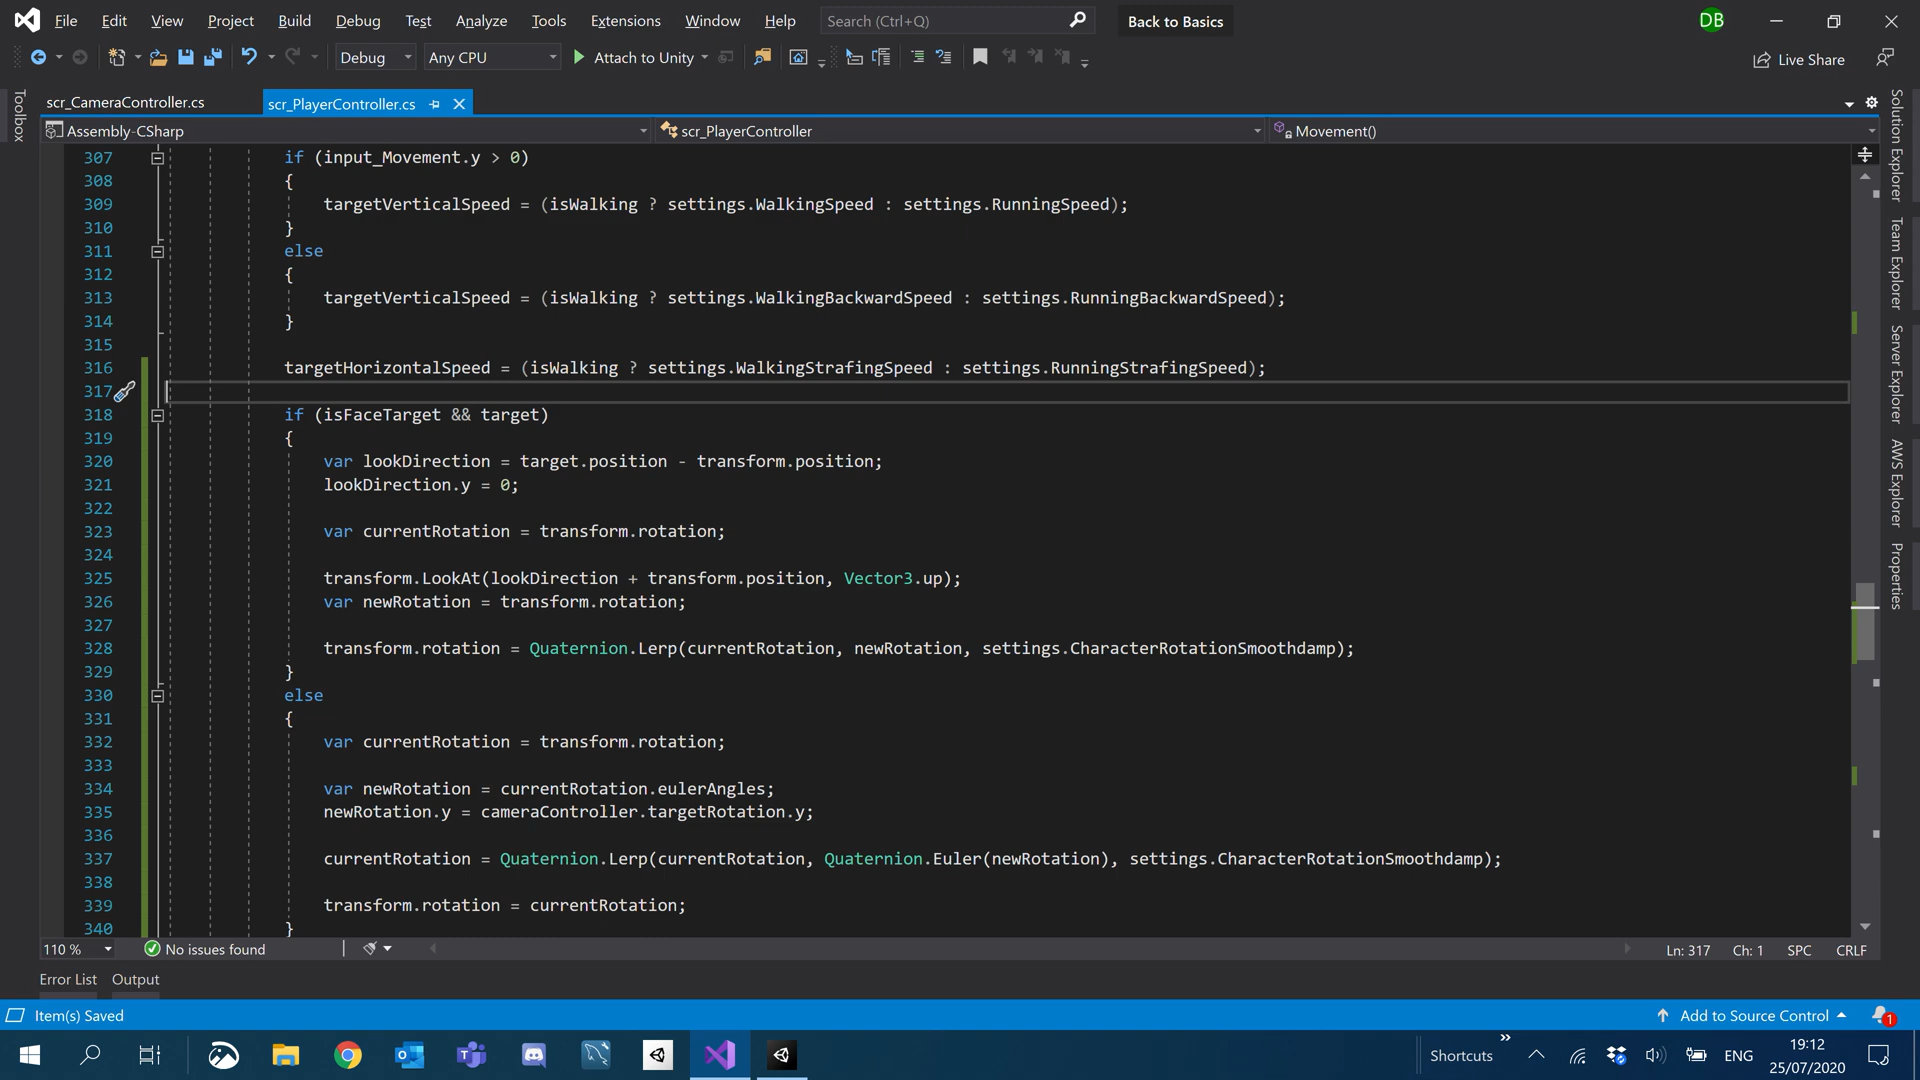 File Edit View Project Build Debug Test Analyze Tools Extensions Window Help Search (Ctrl+Q) Back to Basics DB
Debug Any CPU Attach to Unity Live Share
Toolbox
scr_CameraController.cs scr_PlayerController.cs
Assembly-CSharp scr_PlayerController Movement()
307 if (input_Movement.y > 0)
308 {
309 targetVerticalSpeed = (isWalking ? settings.WalkingSpeed : settings.RunningSpeed);
310 }
311 else
312 {
313 targetVerticalSpeed = (isWalking ? settings.WalkingBackwardSpeed : settings.RunningBackwardSpeed);
314 }
315
316 targetHorizontalSpeed = (isWalking ? settings.WalkingStrafingSpeed : settings.RunningStrafingSpeed);
317
318 if (isFaceTarget && target)
319 {
320 var lookDirection = target.position - transform.position;
321 lookDirection.y = 0;
322
323 var currentRotation = transform.rotation;
324
325 transform.LookAt(lookDirection + transform.position, Vector3.up);
326 var newRotation = transform.rotation;
327
328 transform.rotation = Quaternion.Lerp(currentRotation, newRotation, settings.CharacterRotationSmoothdamp);
329 }
330 else
331 {
332 var currentRotation = transform.rotation;
333
334 var newRotation = currentRotation.eulerAngles;
335 newRotation.y = cameraController.targetRotation.y;
336
337 currentRotation = Quaternion.Lerp(currentRotation, Quaternion.Euler(newRotation), settings.CharacterRotationSmoothdamp);
338
339 transform.rotation = currentRotation;
340 }
Solution Explorer
Team Explorer
Server Explorer
AWS Explorer
Properties
110 % No issues found Ln: 317 Ch: 1 SPC CRLF
Error List Output
Item(s) Saved Add to Source Control 1
Shortcuts ENG 19:12
25/07/2020